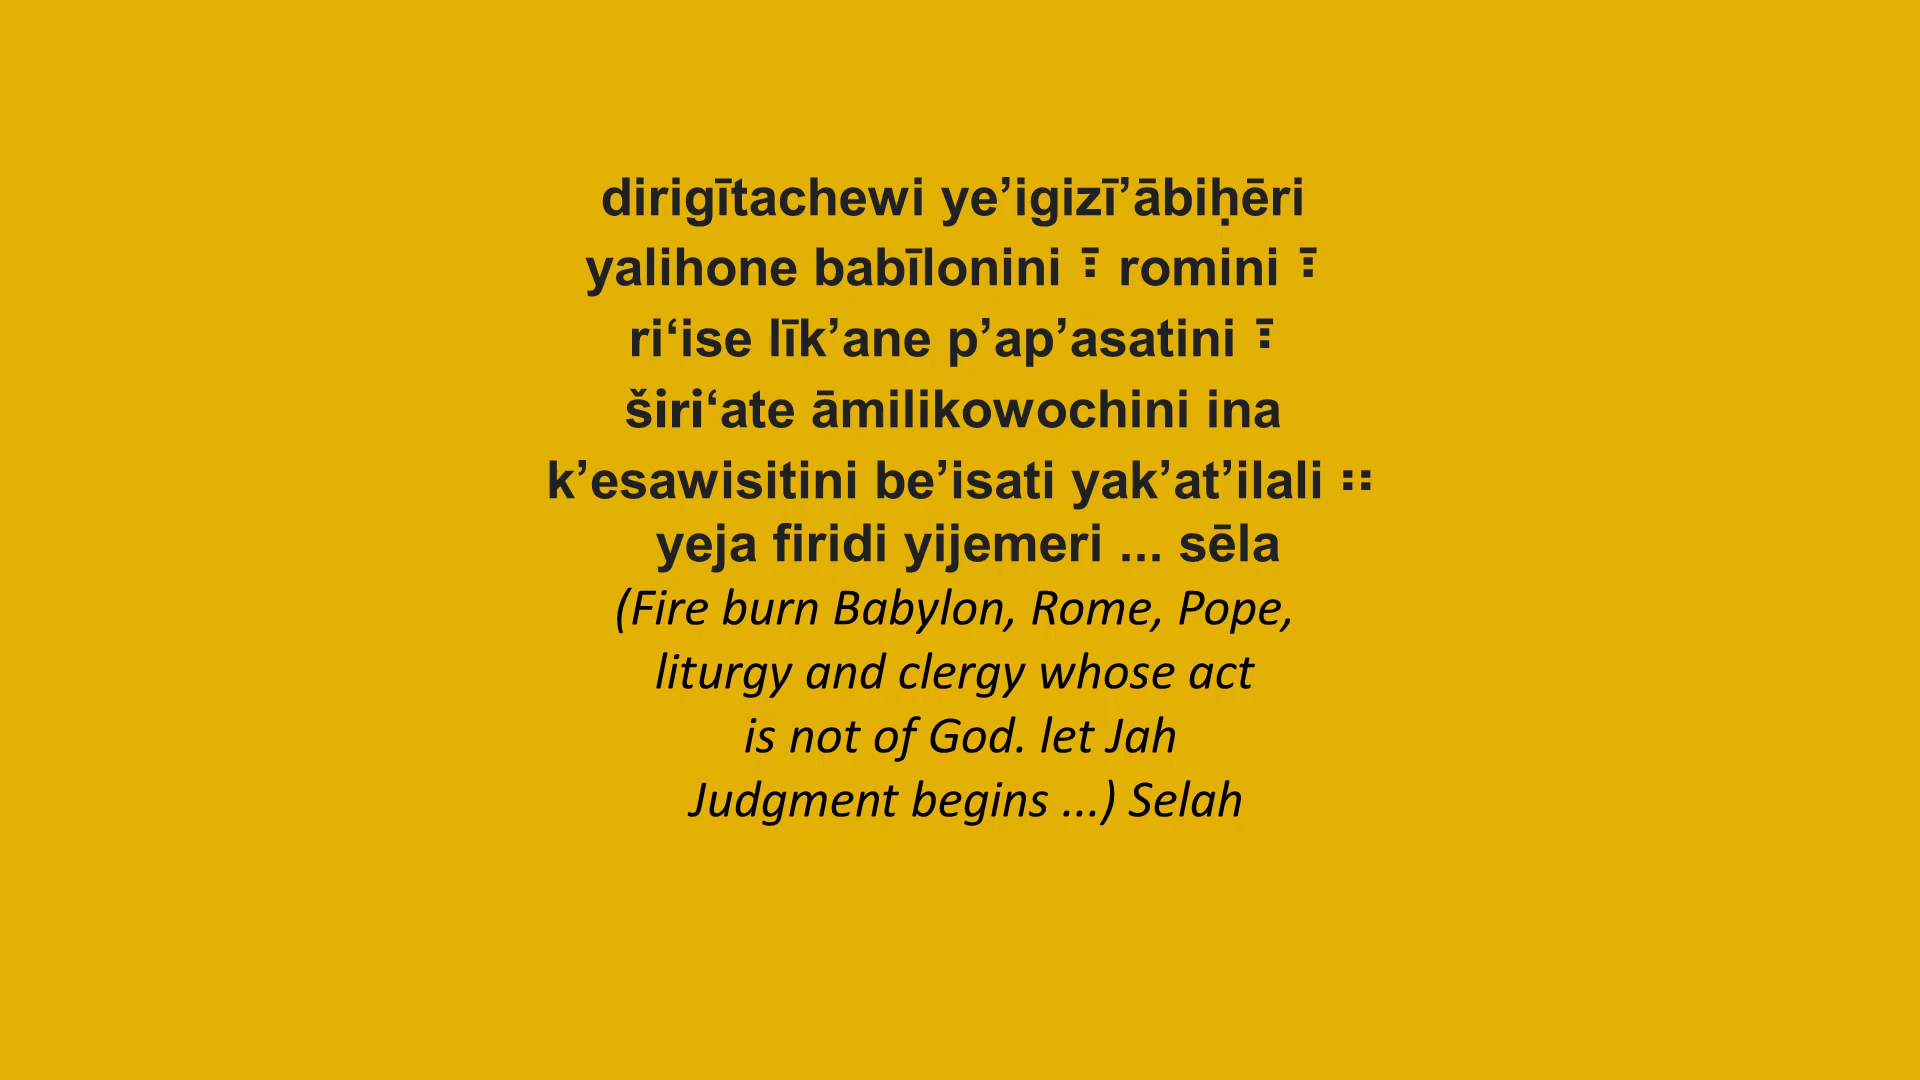 dirigītachewi ye’igizī’ābiḥēri
yalihone babīlonini ፧ romini ፧
ri‘ise līk’ane p’ap’asatini ፧
širi‘ate āmilikowochini ina
k’esawisitini be’isati yak’at’ilali ።
yeja firidi yijemeri ... sēla
(Fire burn Babylon, Rome, Pope,
liturgy and clergy whose act
is not of God. let Jah
Judgment begins ...) Selah